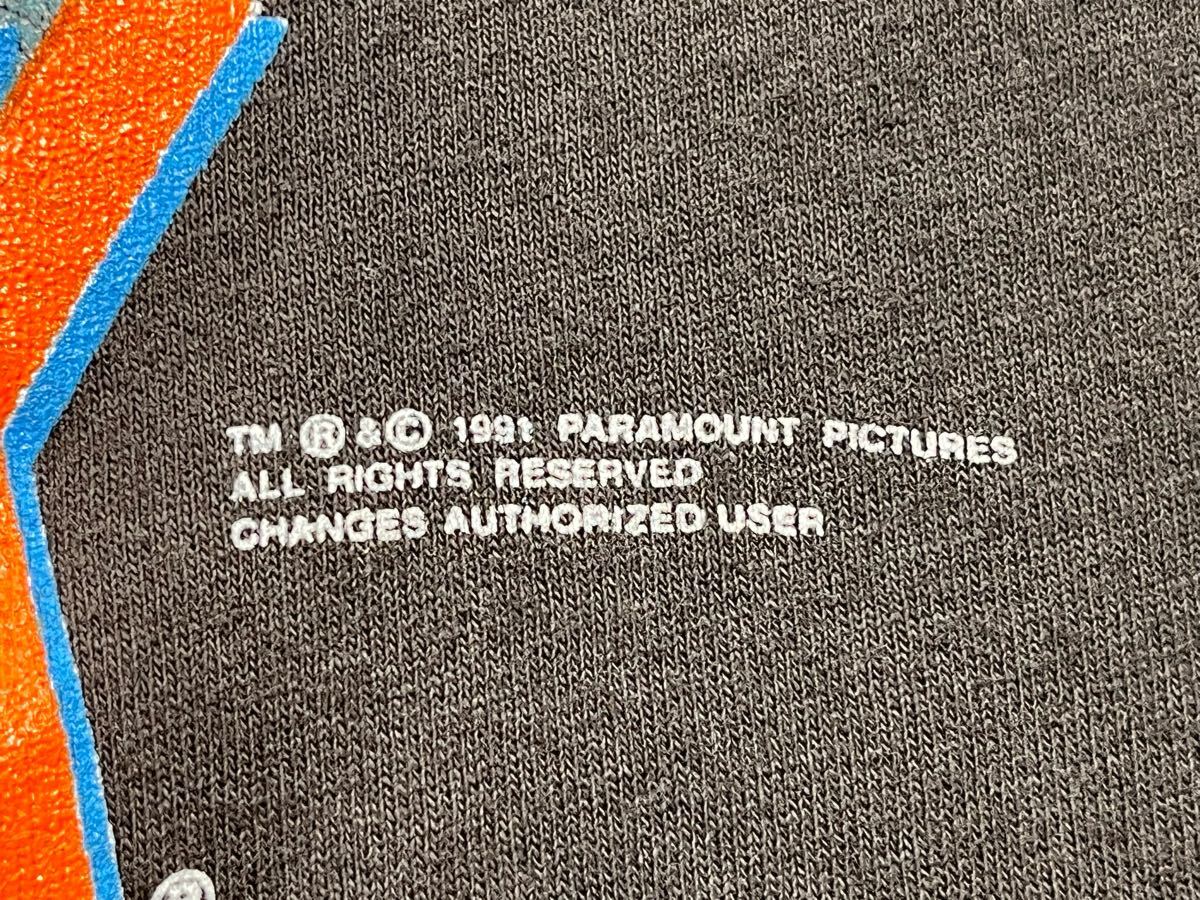 TM ® & © 1991 PARAMOUNT PICTURES
ALL RIGHTS RESERVED
CHANGES AUTHORIZED USER